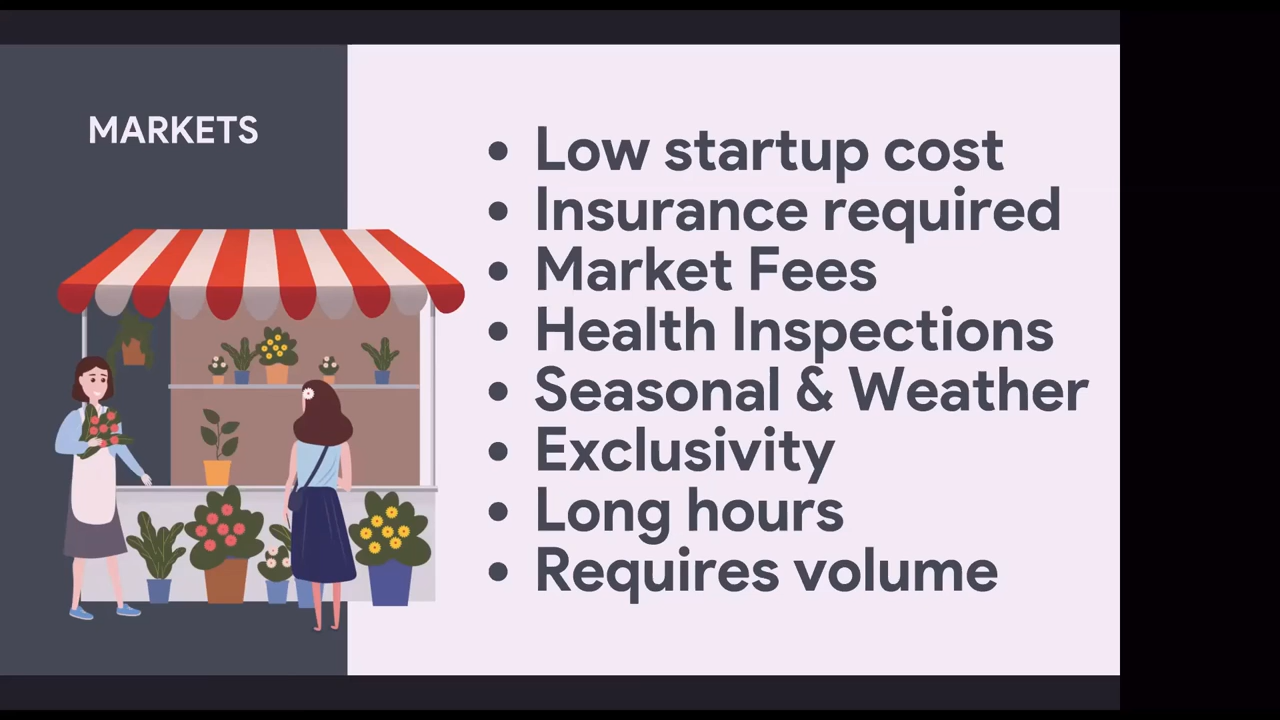 MARKETS
• Low startup cost
• Insurance required
• Market Fees
• Health Inspections
• Seasonal & Weather
• Exclusivity
• Long hours
• Requires volume